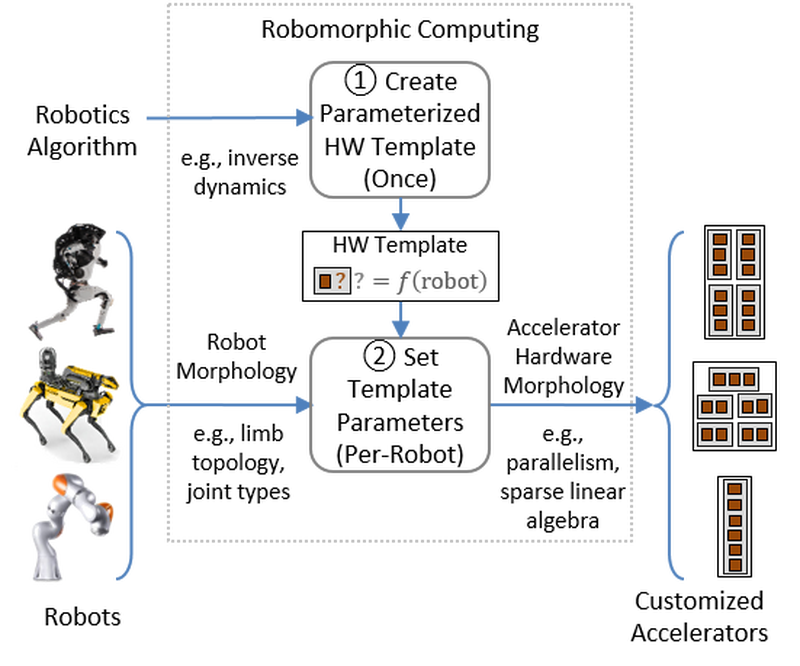 Robomorphic Computing
① Create
Parameterized
HW Template
(Once)
Robotics
Algorithm
e.g., inverse
dynamics
HW Template
? ? = f(robot)
Robot
Morphology
② Set
Template
Parameters
(Per-Robot)
Accelerator
Hardware
Morphology
e.g., limb
topology,
joint types
e.g.,
parallelism,
sparse linear
algebra
Robots
Customized
Accelerators